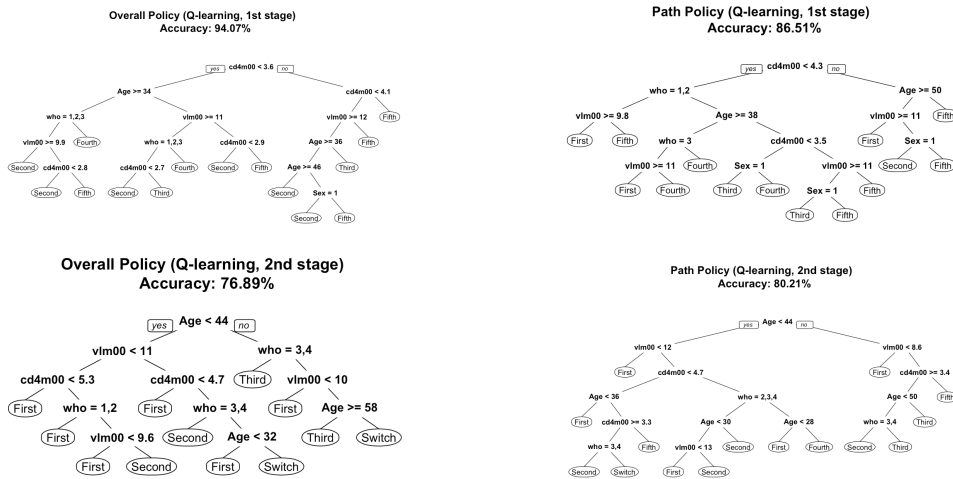 Overall Policy (Q-learning, 1st stage)
Accuracy: 94.07%
yes cd4m00 < 3.6 no
Age >= 34 cd4m00 < 4.1
who = 1,2,3 vlm00 >= 11 vlm00 >= 12 Fifth
vlm00 >= 9.9 Fourth who = 1,2,3 cd4m00 < 2.9 Age >= 36 Fifth
Second cd4m00 < 2.8 cd4m00 < 2.7 Fourth Second Fifth Age >= 46 Third
Second Fifth Second Third Second Sex = 1
Second Fifth
Path Policy (Q-learning, 1st stage)
Accuracy: 86.51%
yes cd4m00 < 4.3 no
who = 1,2 Age >= 50
vlm00 >= 9.8 Age >= 38 vlm00 >= 11 Fifth
First Fifth who = 3 cd4m00 < 3.5 First Sex = 1
vlm00 >= 11 Fourth Sex = 1 vlm00 >= 11 Second Fifth
First Fourth Third Fourth Sex = 1 Fifth
Third Fifth
Overall Policy (Q-learning, 2nd stage)
Accuracy: 76.89%
yes Age < 44 no
vlm00 < 11 who = 3,4
cd4m00 < 5.3 cd4m00 < 4.7 Third vlm00 < 10
First who = 1,2 First who = 3,4 First Age >= 58
First vlm00 < 9.6 Second Age < 32 Third Switch
First Second First Switch
Path Policy (Q-learning, 2nd stage)
Accuracy: 80.21%
yes Age < 44 no
vlm00 < 12 vlm00 < 8.6
First cd4m00 < 4.7 First cd4m00 >= 3.4
Age < 36 who = 2,3,4 Age < 50 Fifth
First cd4m00 >= 3.3 Age < 30 Age < 28 who = 3,4 Third
who = 3,4 Fifth vlm00 < 13 Second First Fourth Second Third
Second Switch First Second